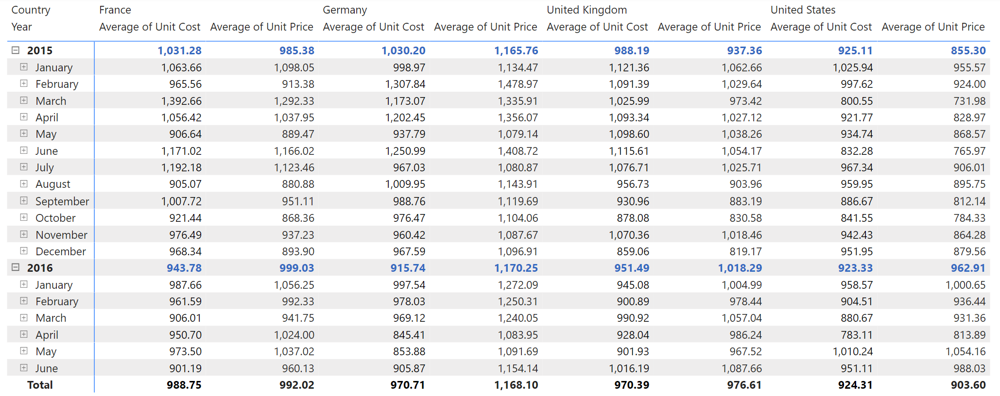 Country France Germany United Kingdom United States
Year Average of Unit Cost Average of Unit Price Average of Unit Cost Average of Unit Price Average of Unit Cost Average of Unit Price Average of Unit Cost Average of Unit Price
2015 1,031.28 985.38 1,030.20 1,165.76 988.19 937.36 925.11 855.30
January 1,063.66 1,098.05 998.97 1,134.47 1,121.36 1,062.66 1,025.94 955.57
February 965.56 913.38 1,307.84 1,478.97 1,091.39 1,029.64 997.62 924.00
March 1,392.66 1,292.33 1,173.07 1,335.91 1,025.99 973.42 800.55 731.98
April 1,056.42 1,037.95 1,202.45 1,356.07 1,093.34 1,027.12 921.77 828.97
May 906.64 889.47 937.79 1,079.14 1,098.60 1,038.26 934.74 868.57
June 1,171.02 1,166.02 1,250.99 1,408.72 1,115.61 1,054.17 832.28 765.97
July 1,192.18 1,123.46 967.03 1,080.87 1,076.71 1,025.71 967.34 906.01
August 905.07 880.88 1,009.95 1,143.91 956.73 903.96 959.95 895.75
September 1,007.72 951.11 988.76 1,119.69 930.96 883.19 886.67 812.14
October 921.44 868.36 976.47 1,104.06 878.08 830.58 841.55 784.33
November 976.49 937.23 960.42 1,087.67 1,070.36 1,018.46 942.43 864.28
December 968.34 893.90 967.59 1,096.91 859.06 819.17 951.95 879.56
2016 943.78 999.03 915.74 1,170.25 951.49 1,018.29 923.33 962.91
January 987.66 1,056.25 997.54 1,272.09 945.08 1,004.99 958.57 1,000.65
February 961.59 992.33 978.03 1,250.31 900.89 978.44 904.51 936.44
March 906.01 941.75 969.12 1,240.05 990.92 1,057.04 880.67 931.36
April 950.70 1,024.00 845.41 1,083.95 928.04 986.24 783.11 813.89
May 973.50 1,037.02 853.88 1,091.69 901.93 967.52 1,010.24 1,054.16
June 901.19 960.13 905.87 1,154.14 1,016.19 1,087.66 951.11 988.03
Total 988.75 992.02 970.71 1,168.10 970.39 976.61 924.31 903.60